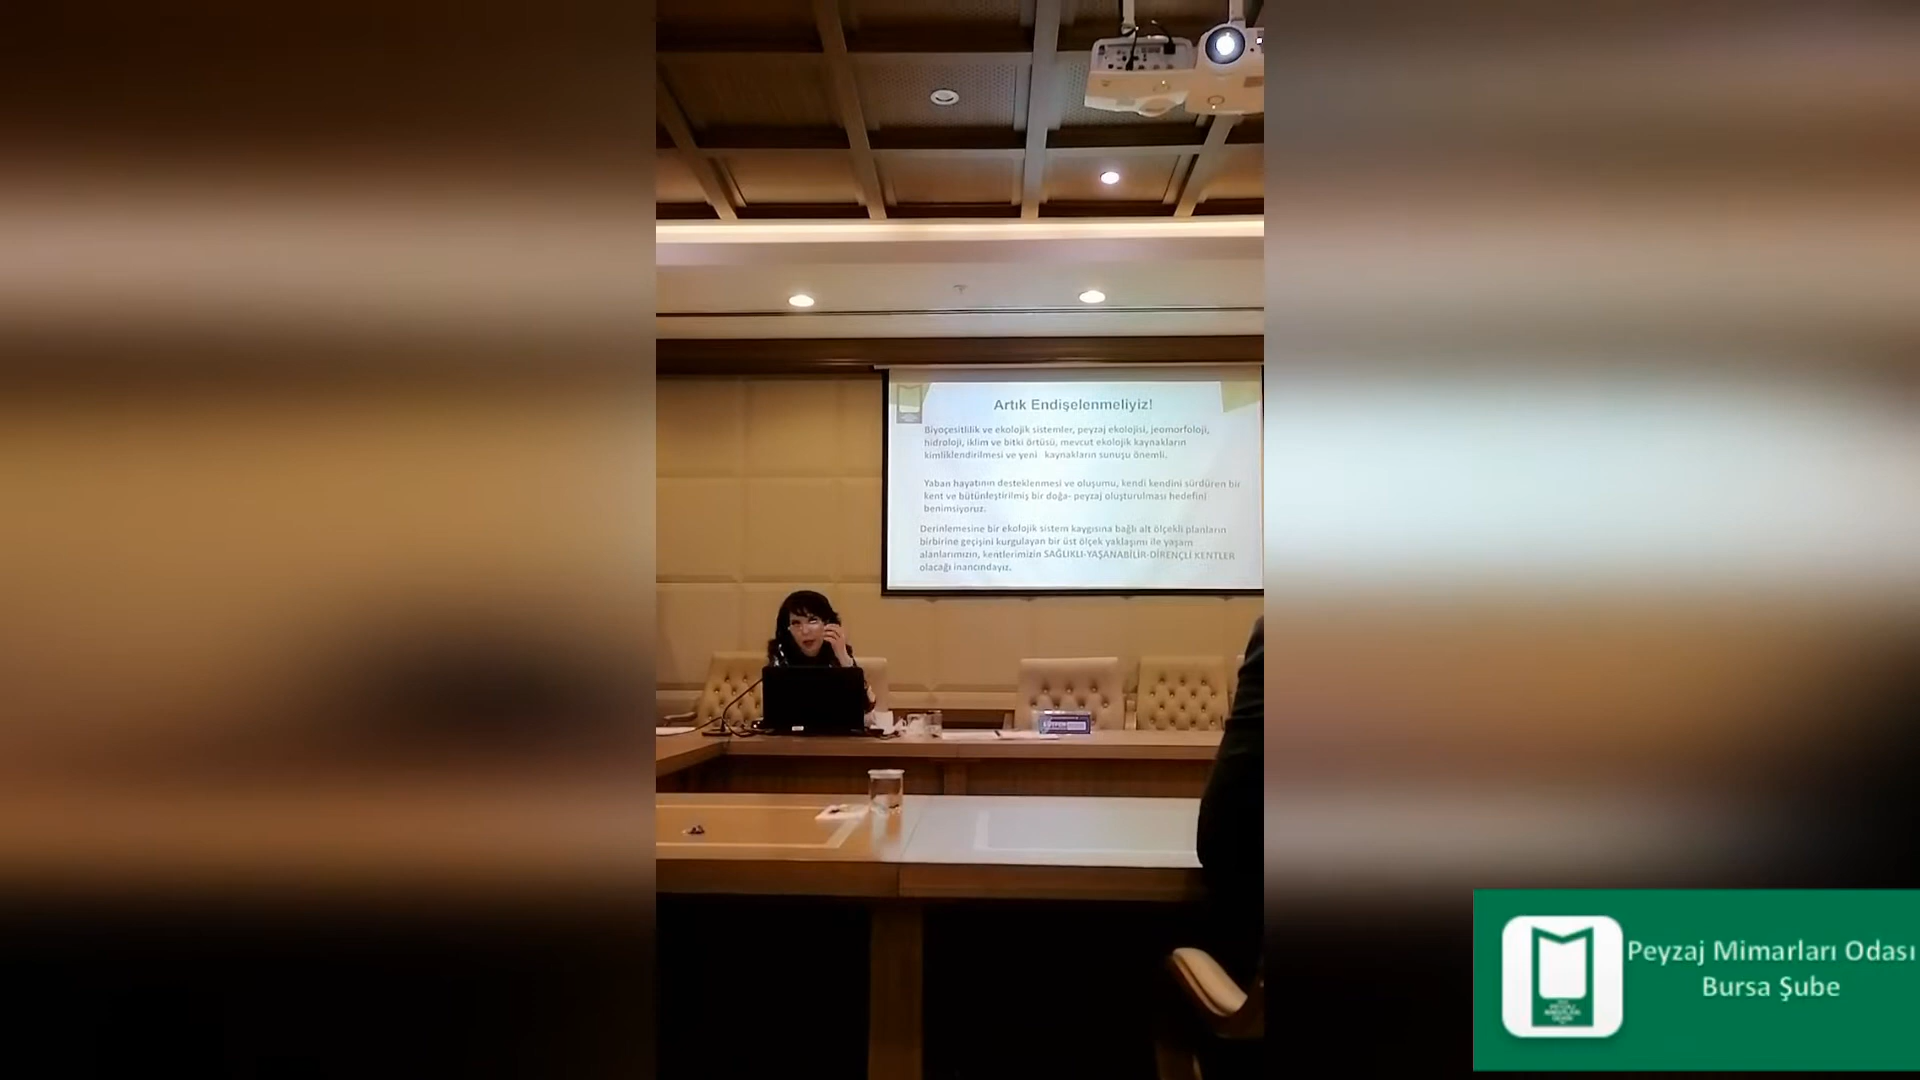 Artık Endişelenmeliyiz!
Biyoçesitlilik ve ekolojik sistemler, peyzaj ekolojisi, jeomorfoloji,
hidroloji, iklim ve bitki örtüsü, mevcut ekolojik kaynakların
kimliklendirilmesi ve yeni kaynakların sunuşu önemli.
Yaban hayatının desteklenmesi ve oluşumu, kendi kendini sürdüren bir
kent ve bütünleştirilmiş bir doğa- peyzaj oluşturulması hedefini
benimsiyoruz.
Derinlemesine bir ekolojik sistem kaygısına bağlı alt ölçekli planların
birbirine geçişini kurgulayan bir üst ölçek yaklaşımı ile yaşam
alanlarımızın, kentlerimizin SAĞLIKLI-YAŞANABİLİR-DİRENÇLİ KENTLER
olacağı inancındayız.
Peyzaj Mimarları Odası
Bursa Şube